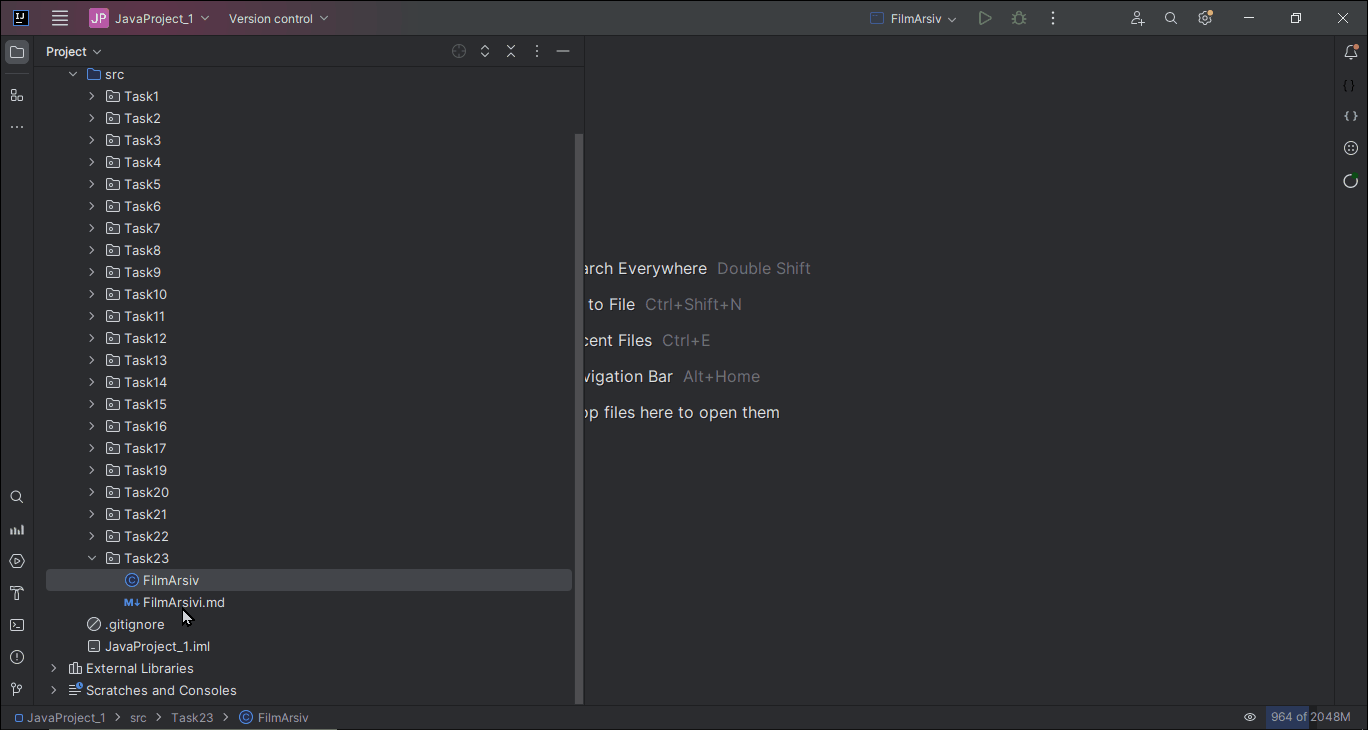 JP JavaProject_1 Version control FilmArsiv
Project
src
Task1
Task2
Task3
Task4
Task5
Task6
Task7
Task8
Task9
Task10
Task11
Task12
Task13
Task14
Task15
Task16
Task17
Task19
Task20
Task21
Task22
Task23
FilmArsiv
FilmArsivi.md
.gitignore
JavaProject_1.iml
External Libraries
Scratches and Consoles
arch Everywhere Double Shift
to File Ctrl+Shift+N
cent Files Ctrl+E
vigation Bar Alt+Home
op files here to open them
JavaProject_1 > src > Task23 > FilmArsiv
964 of 2048M